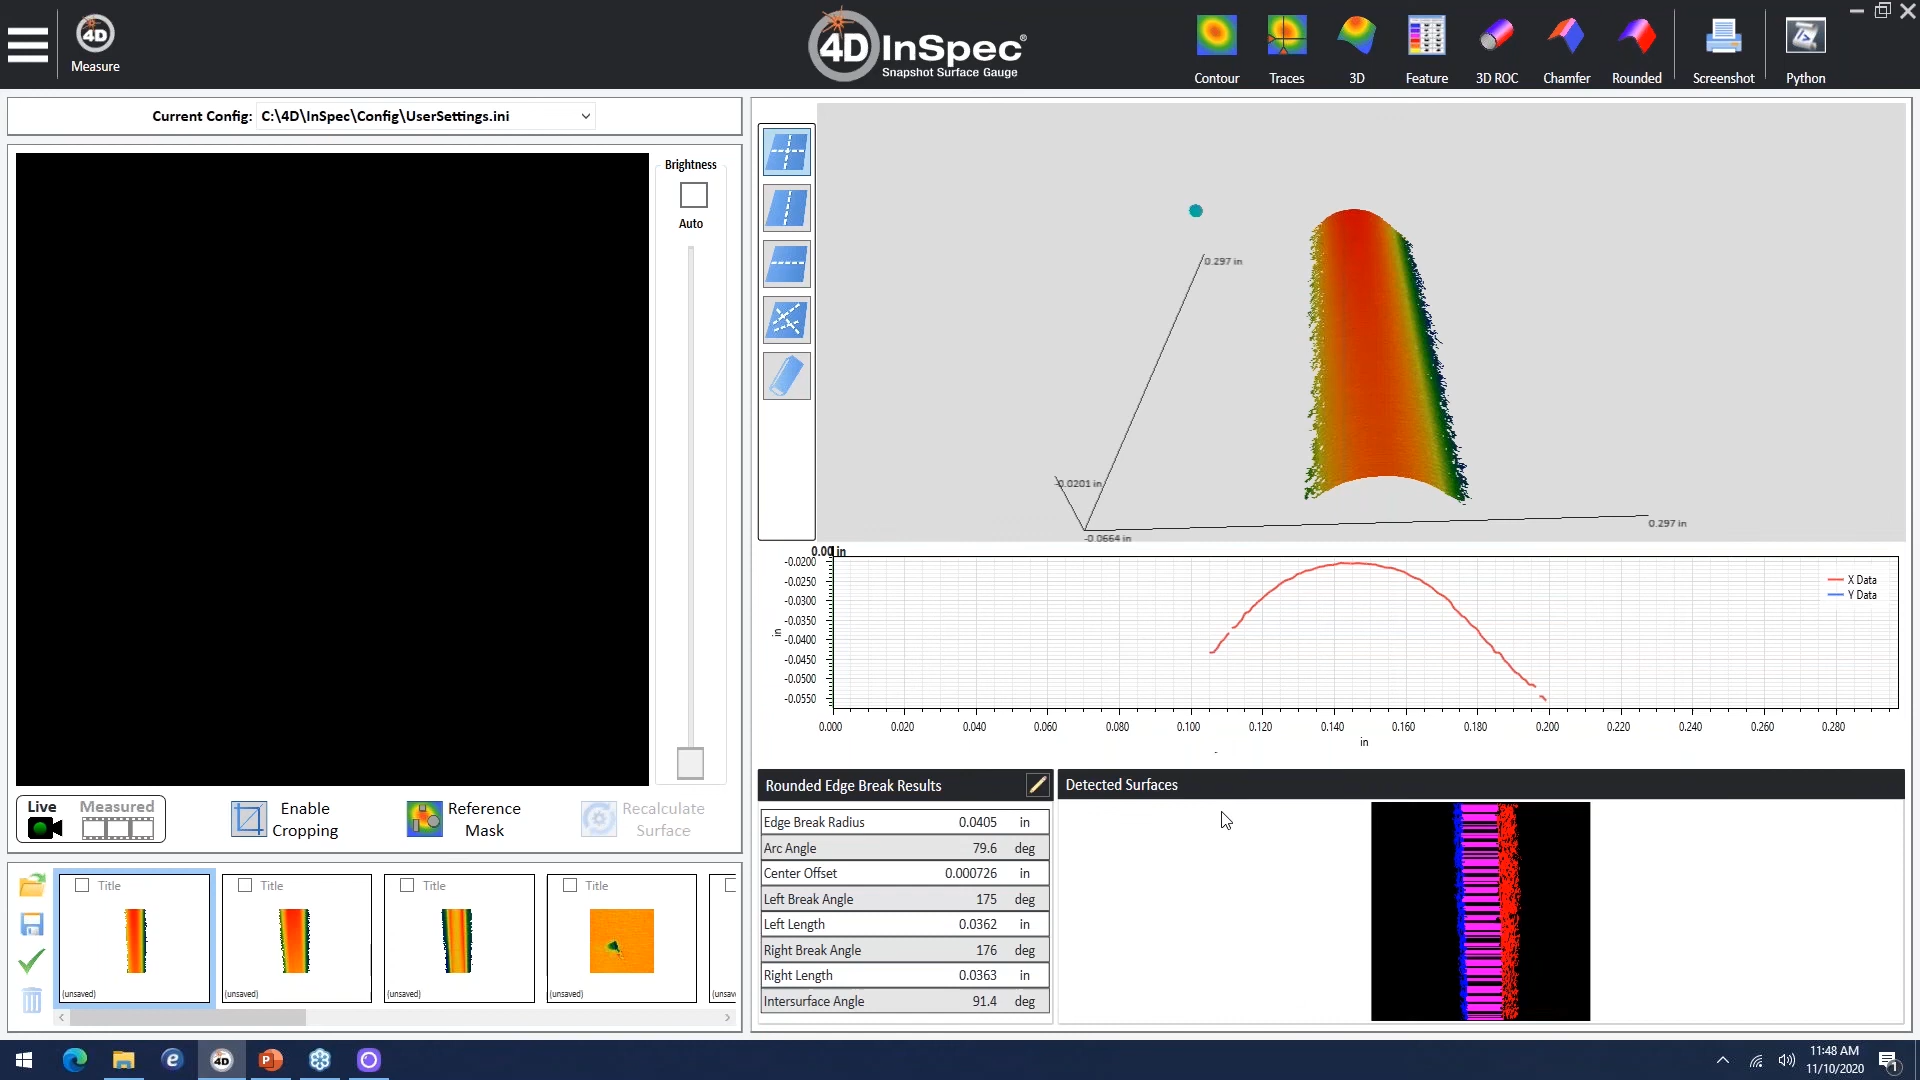 4D
Measure
4D InSpec®
Snapshot Surface Gauge
Contour
Traces
3D
Feature
3D ROC
Chamfer
Rounded
Screenshot
Python
Current Config: C:\4D\InSpec\Config\UserSettings.ini
Brightness
Auto
0.297 in
-0.0201 in
0.297 in
-0.0664 in
0.00 in
-0.0200
-0.0250
-0.0300
-0.0350
-0.0400
-0.0450
-0.0500
-0.0550
in
X Data
Y Data
0.000 0.020 0.040 0.060 0.080 0.100 0.120 0.140 0.160 0.180 0.200 0.220 0.240 0.260 0.280
in
Live Measured
Enable Cropping
Reference Mask
Recalculate Surface
Title
(unsaved)
Title
(unsaved)
Title
(unsaved)
Title
(unsaved)
(unsav
Rounded Edge Break Results
Edge Break Radius 0.0405 in
Arc Angle 79.6 deg
Center Offset 0.000726 in
Left Break Angle 175 deg
Left Length 0.0362 in
Right Break Angle 176 deg
Right Length 0.0363 in
Intersurface Angle 91.4 deg
Detected Surfaces
4D
P
11:48 AM
11/10/2020
1